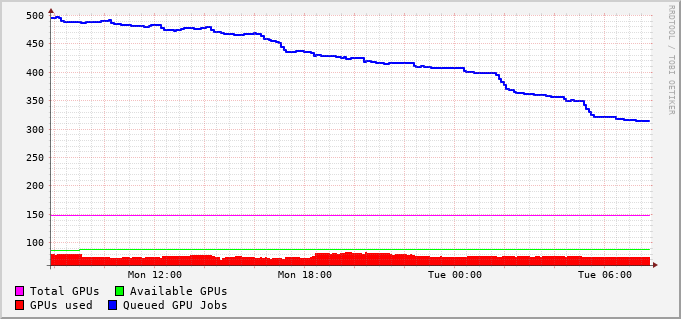 500
450
400
350
300
250
200
150
100
Mon 12:00 Mon 18:00 Tue 00:00 Tue 06:00
Total GPUs Available GPUs
GPUs used Queued GPU Jobs
RRDTOOL / TOBI OETIKER